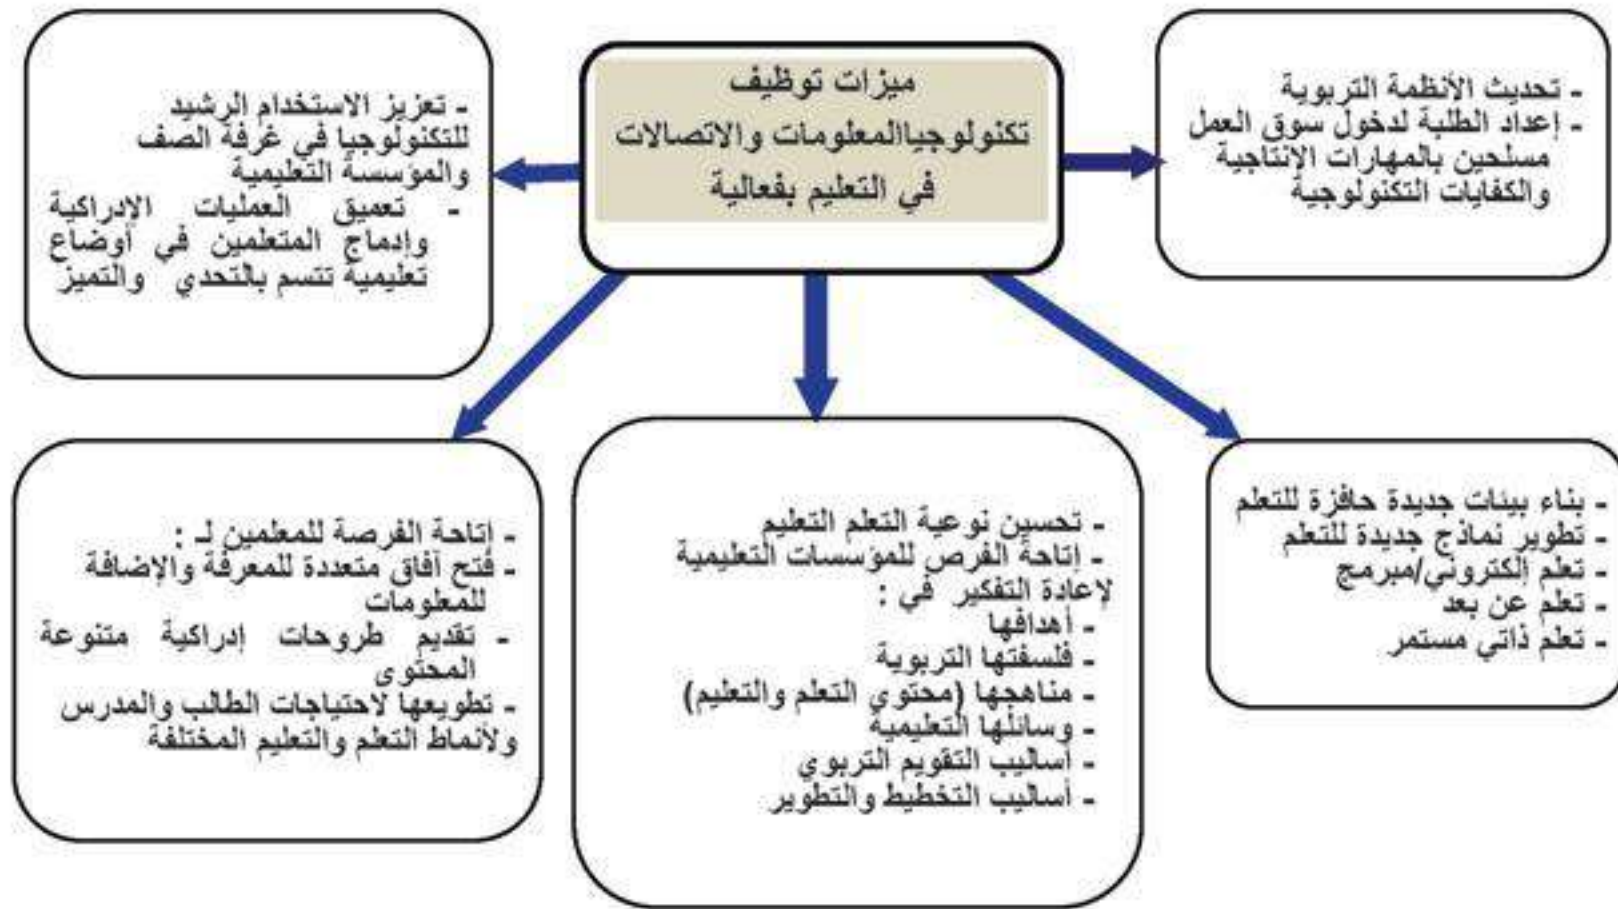 ميزات توظيف
تكنولوجياالمعلومات والاتصالات
في التعليم بفعالية
- تحديث الأنظمة التربوية
- إعداد الطلبة لدخول سوق العمل
مسلحين بالمهارات الإنتاجية
والكفايات التكنولوجية
- تعزيز الاستخدام الرشيد
للتكنولوجيا في غرفة الصف
والمؤسسة التعليمية
- تعميق العمليات الإدراكية
وإدماج المتعلمين في أوضاع
تعليمية تتسم بالتحدي والتميز
- بناء بيئات جديدة حافزة للتعلم
- تطوير نماذج جديدة للتعلم
- تعلم إلكتروني/مبرمج
- تعلم عن بعد
- تعلم ذاتي مستمر
- تحسين نوعية التعلم التعليم
- إتاحة الفرص للمؤسسات التعليمية
لإعادة التفكير في :
- أهدافها
- فلسفتها التربوية
- مناهجها (محتوى التعلم والتعليم)
- وسائلها التعليمية
- أساليب التقويم التربوي
- أساليب التخطيط والتطوير
- إتاحة الفرصة للمعلمين لـ :
- فتح آفاق متعددة للمعرفة والإضافة
للمعلومات
- تقديم طروحات إدراكية متنوعة
المحتوى
- تطويعها لاحتياجات الطالب والمدرس
ولأنماط التعلم والتعليم المختلفة